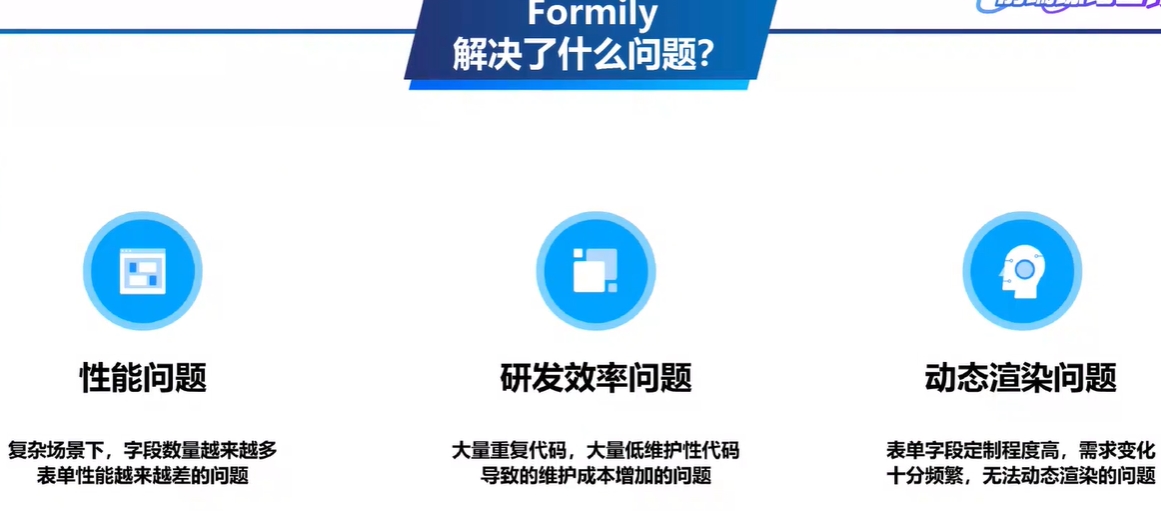 Formily
解决了什么问题?
性能问题
复杂场景下，字段数量越来越多
表单性能越来越差的问题
研发效率问题
大量重复代码，大量低维护性代码
导致的维护成本增加的问题
动态渲染问题
表单字段定制程度高，需求变化
十分频繁，无法动态渲染的问题